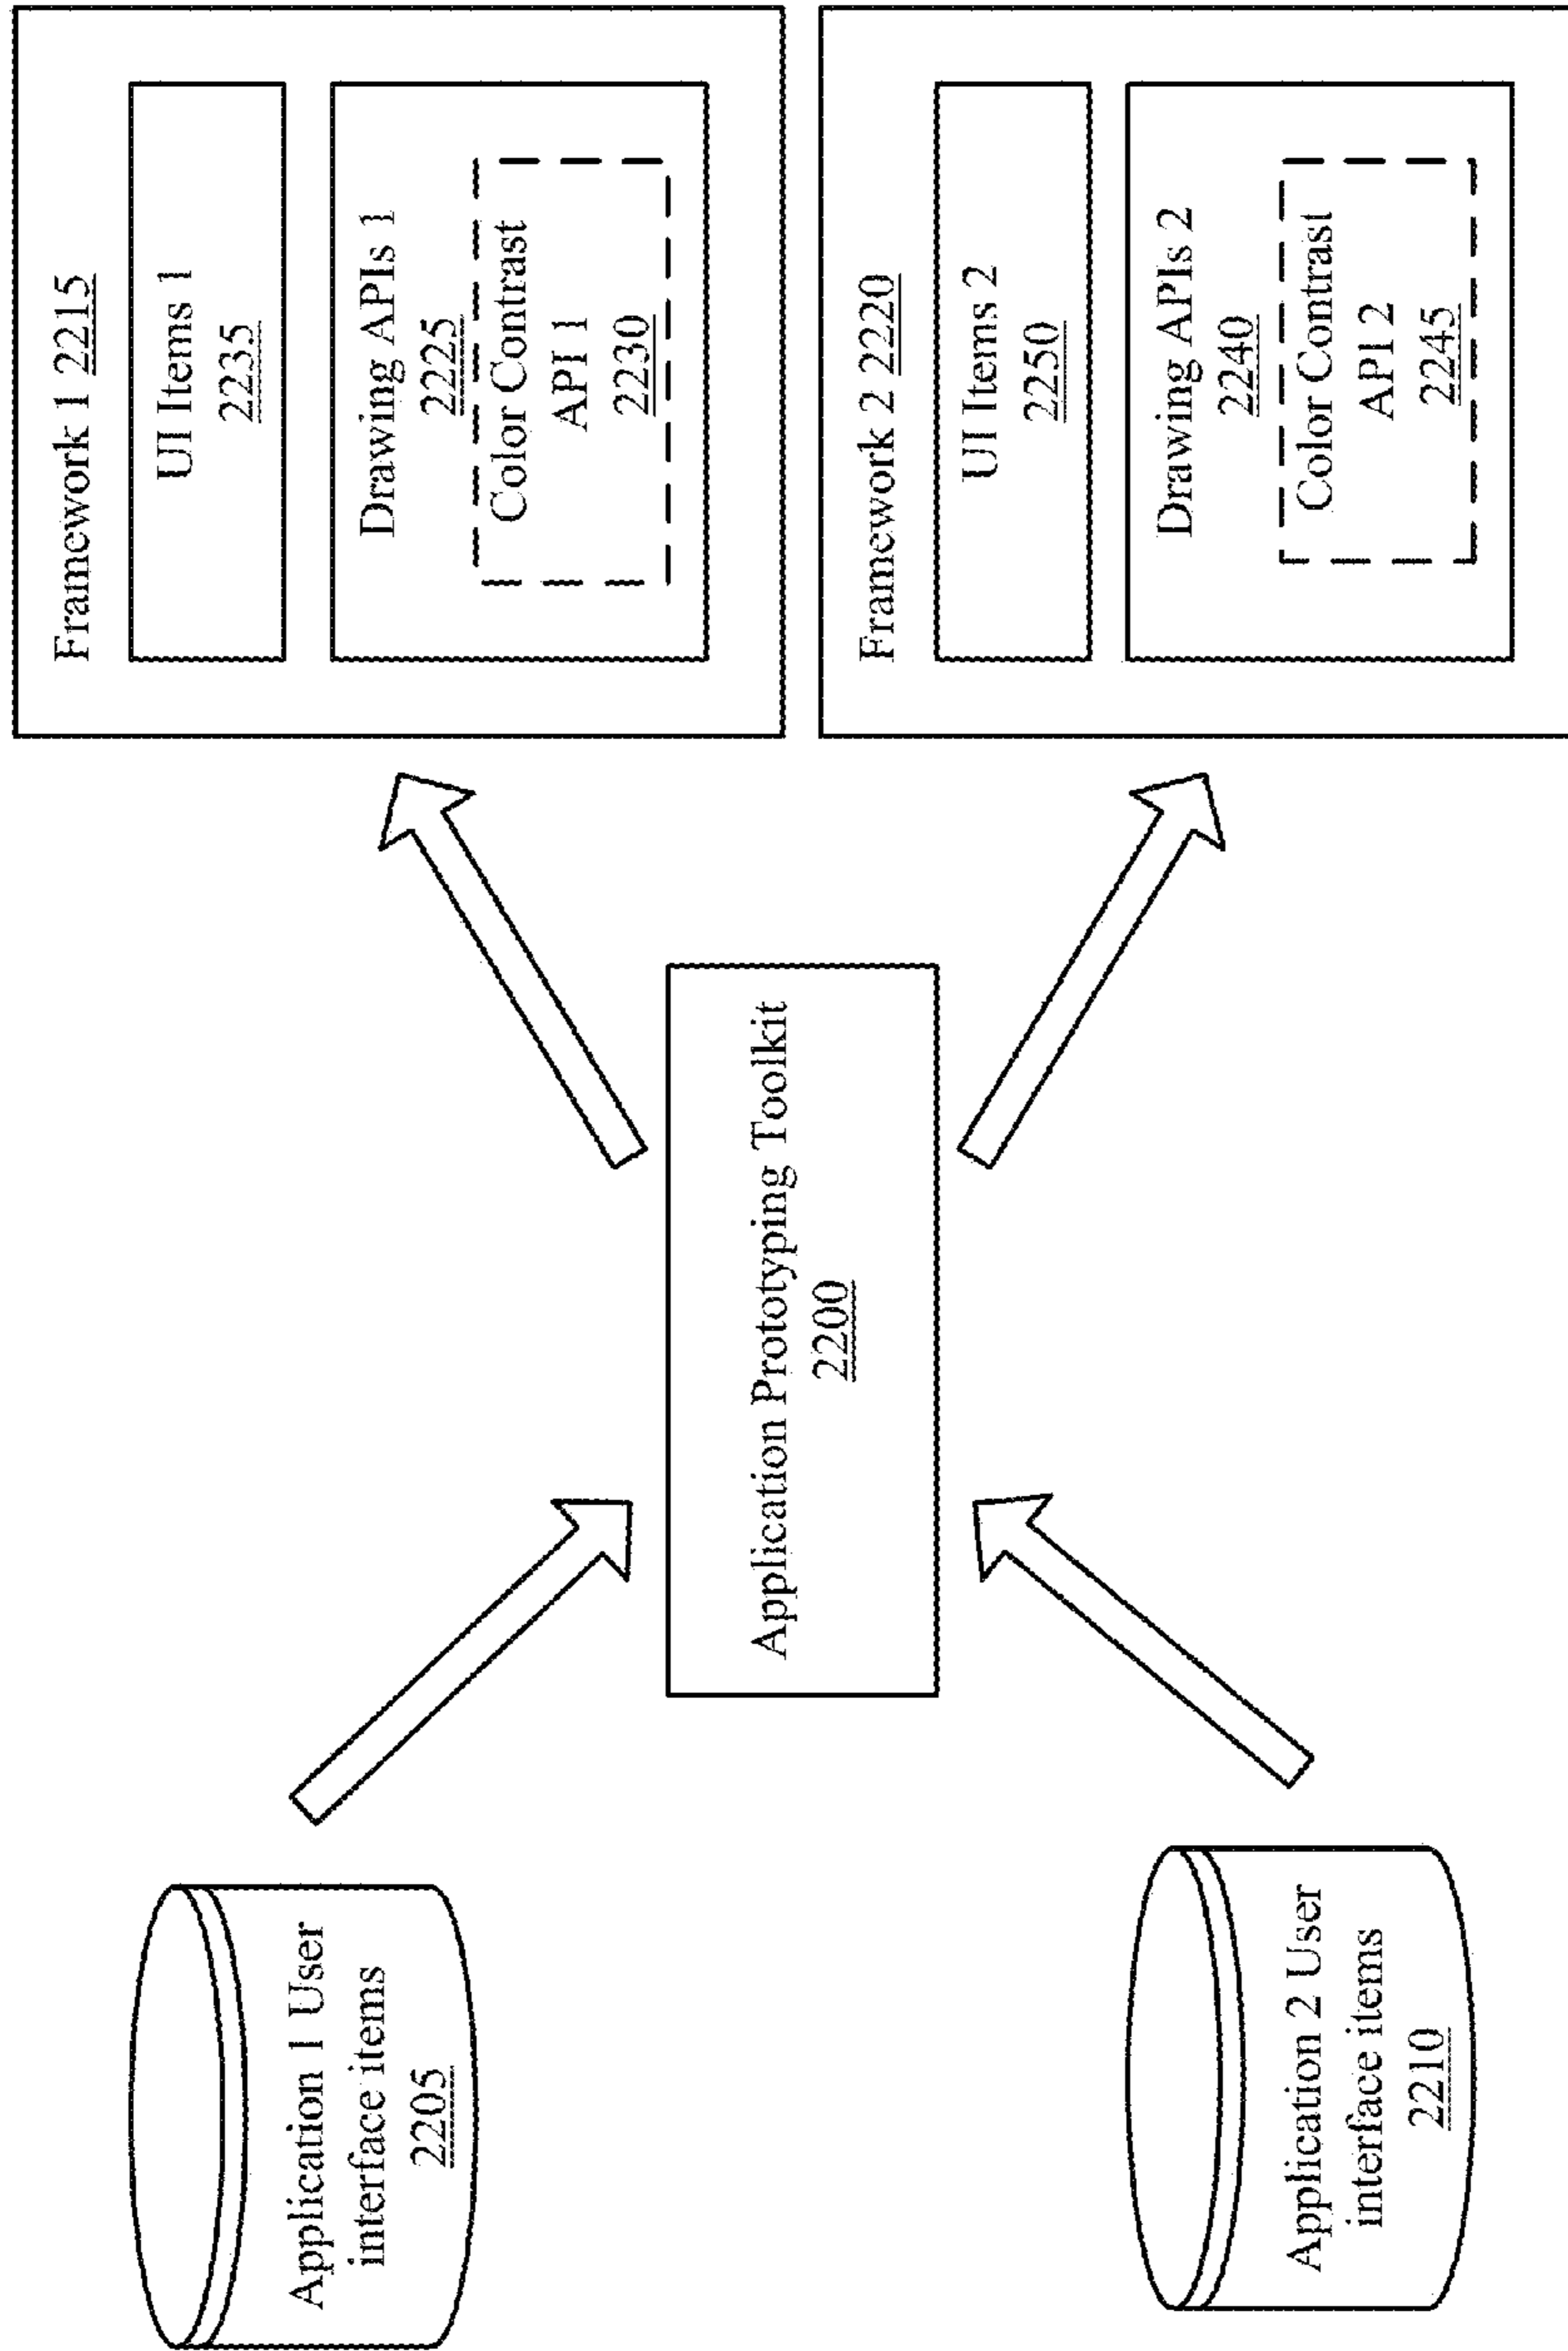 Application 1 User
interface items
2205
Application 2 User
interface items
2210
Application Prototyping Toolkit
2200
Framework 1 2215
UI Items 1
2235
Drawing APIs 1
2225
Color Contrast
API 1
2230
Framework 2 2220
UI Items 2
2250
Drawing APIs 2
2240
Color Contrast
API 2
2245